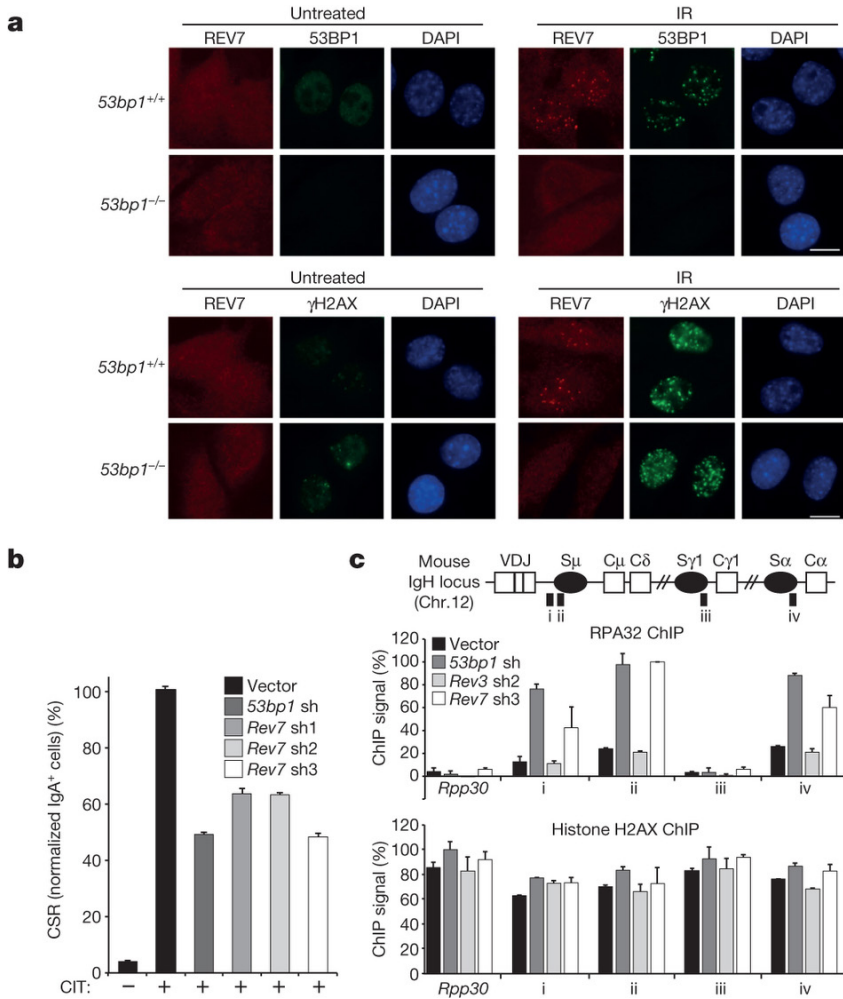 a
Untreated IR
REV7 53BP1 DAPI REV7 53BP1 DAPI
53bp1+/+
53bp1−/−
Untreated IR
REV7 γH2AX DAPI REV7 γH2AX DAPI
53bp1+/+
53bp1−/−
b
CSR (normalized IgA+ cells) (%)
100
80
60
40
20
0
Vector
53bp1 sh
Rev7 sh1
Rev7 sh2
Rev7 sh3
CIT: − + + + + +
c
Mouse
IgH locus
(Chr.12)
VDJ Sμ Cμ Cδ Sγ1 Cγ1 Sα Cα
i ii iii iv
RPA32 ChIP
ChIP signal (%)
120
100
80
60
40
20
0
Vector
53bp1 sh
Rev3 sh2
Rev7 sh3
Rpp30 i ii iii iv
Histone H2AX ChIP
ChIP signal (%)
120
100
80
60
40
20
0
Rpp30 i ii iii iv